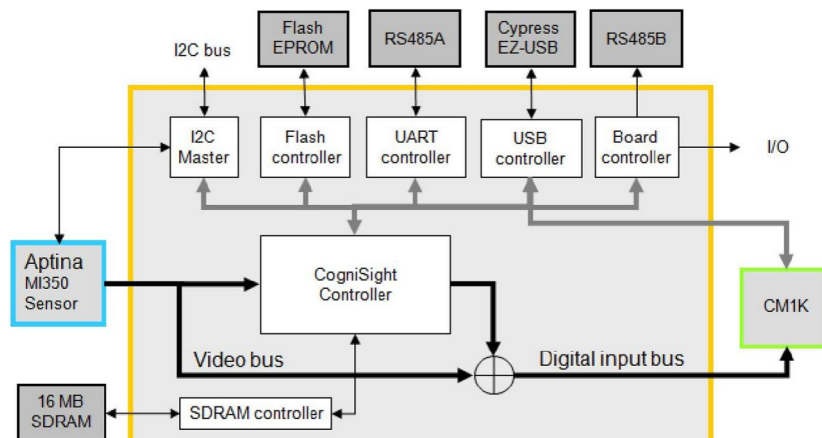 I2C bus
Flash
EPROM
RS485A
Cypress
EZ-USB
RS485B
I2C
Master
Flash
controller
UART
controller
USB
controller
Board
controller
I/O
Aptina
MI350
Sensor
CogniSight
Controller
CM1K
Video bus
Digital input bus
16 MB
SDRAM
SDRAM controller